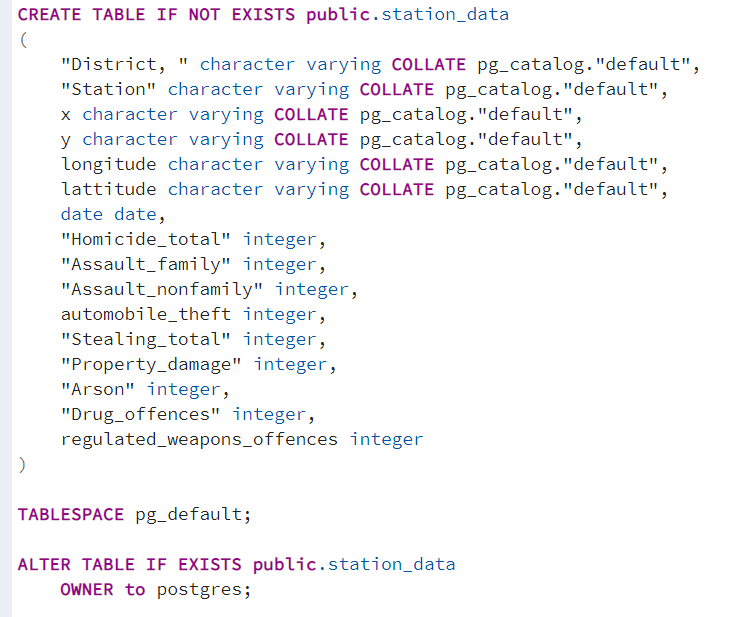 CREATE TABLE IF NOT EXISTS public.station_data
(
    "District, " character varying COLLATE pg_catalog."default",
    "Station" character varying COLLATE pg_catalog."default",
    x character varying COLLATE pg_catalog."default",
    y character varying COLLATE pg_catalog."default",
    longitude character varying COLLATE pg_catalog."default",
    lattitude character varying COLLATE pg_catalog."default",
    date date,
    "Homicide_total" integer,
    "Assault_family" integer,
    "Assault_nonfamily" integer,
    automobile_theft integer,
    "Stealing_total" integer,
    "Property_damage" integer,
    "Arson" integer,
    "Drug_offences" integer,
    regulated_weapons_offences integer
)
TABLESPACE pg_default;
ALTER TABLE IF EXISTS public.station_data
    OWNER to postgres;